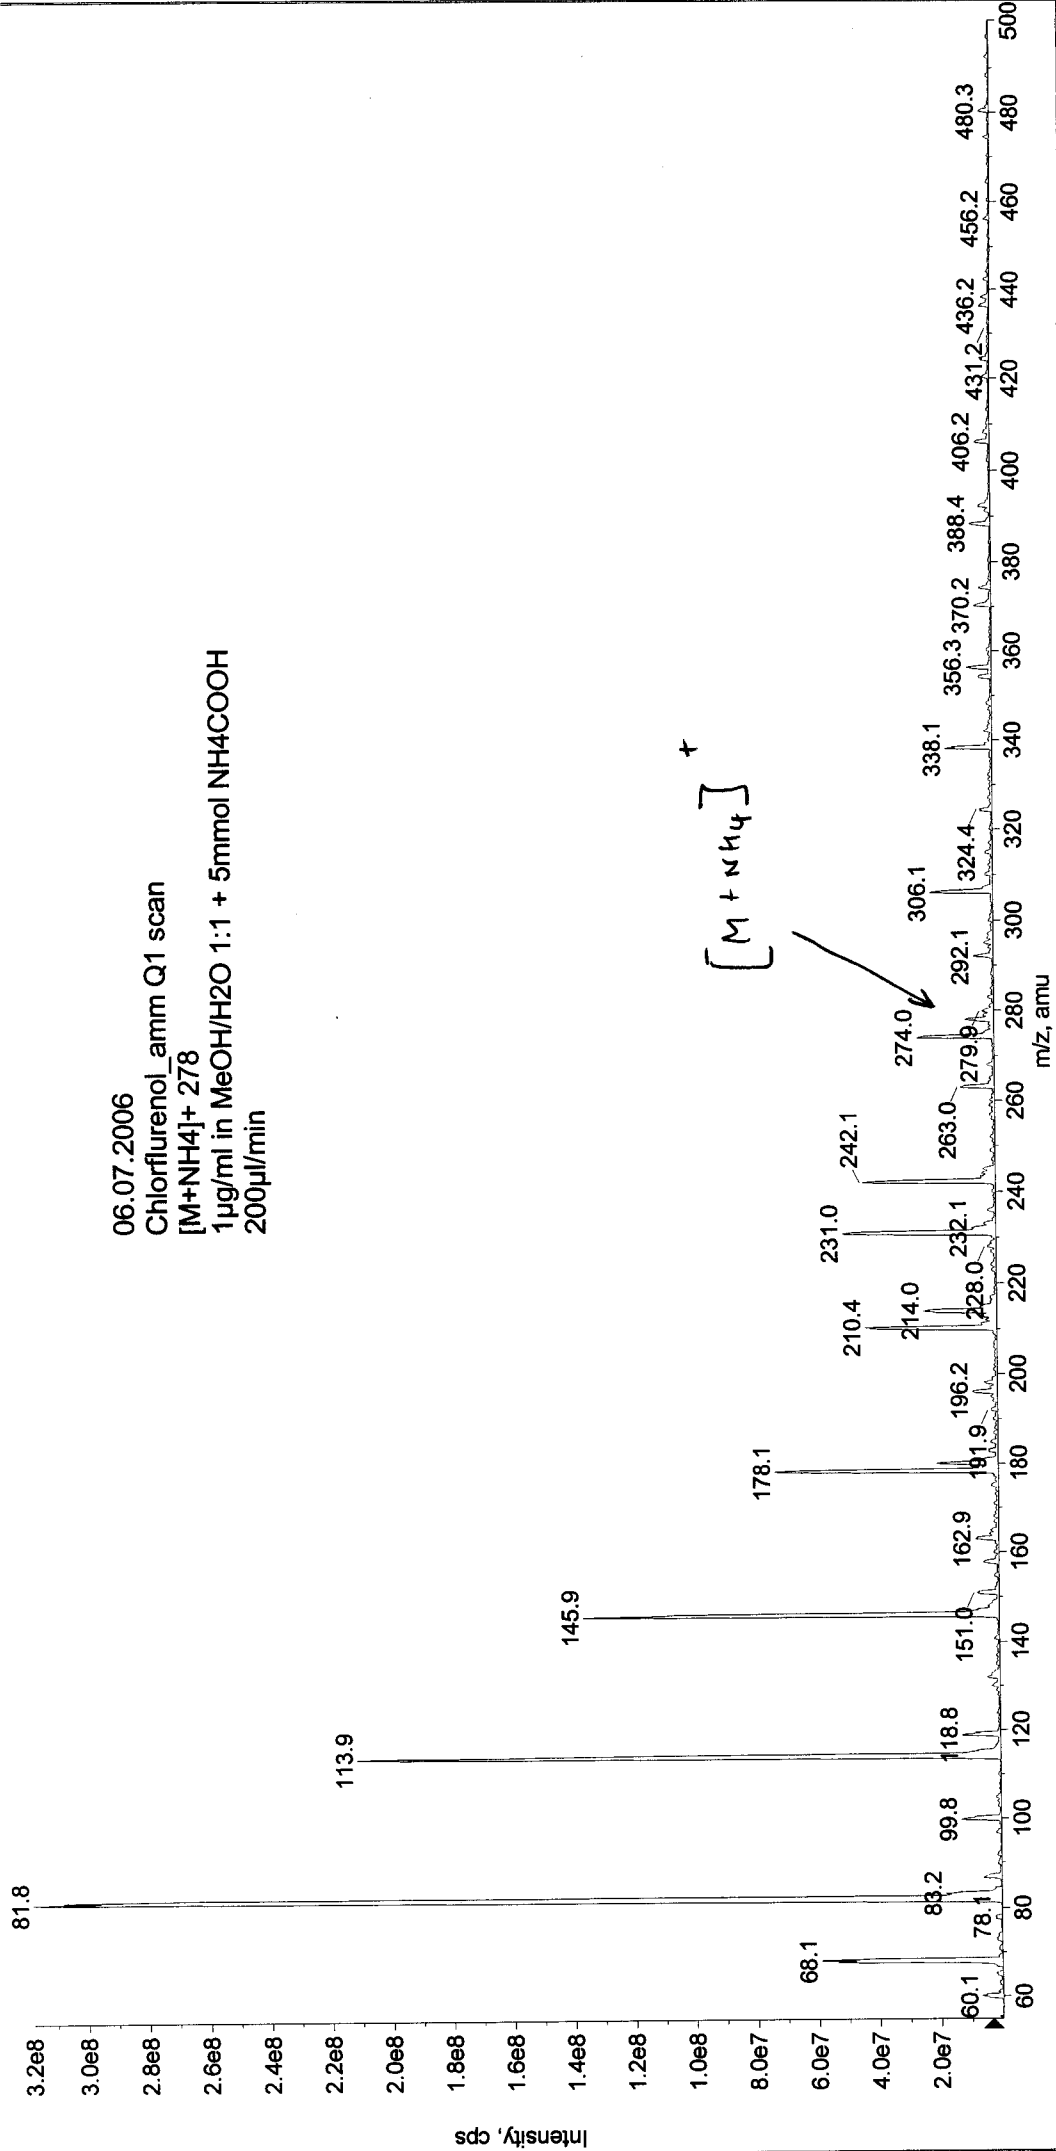 06.07.2006
Chlorflurenol_amm Q1 scan
[M+NH4]+ 278
1µg/ml in MeOH/H2O 1:1 + 5mmol NH4COOH
200µl/min
[M + NH4]+
Intensity, cps
3.2e8
3.0e8
2.8e8
2.6e8
2.4e8
2.2e8
2.0e8
1.8e8
1.6e8
1.4e8
1.2e8
1.0e8
8.0e7
6.0e7
4.0e7
2.0e7
60.1
68.1
78.1
81.8
83.2
99.8
113.9
118.8
145.9
151.0
162.9
178.1
191.9
196.2
210.4
214.0
228.0
231.0
232.1
242.1
263.0
274.0
279.9
292.1
306.1
324.4
338.1
356.3
370.2
388.4
406.2
431.2
436.2
456.2
480.3
60 80 100 120 140 160 180 200 220 240 260 280 300 320 340 360 380 400 420 440 460 480 500
m/z, amu